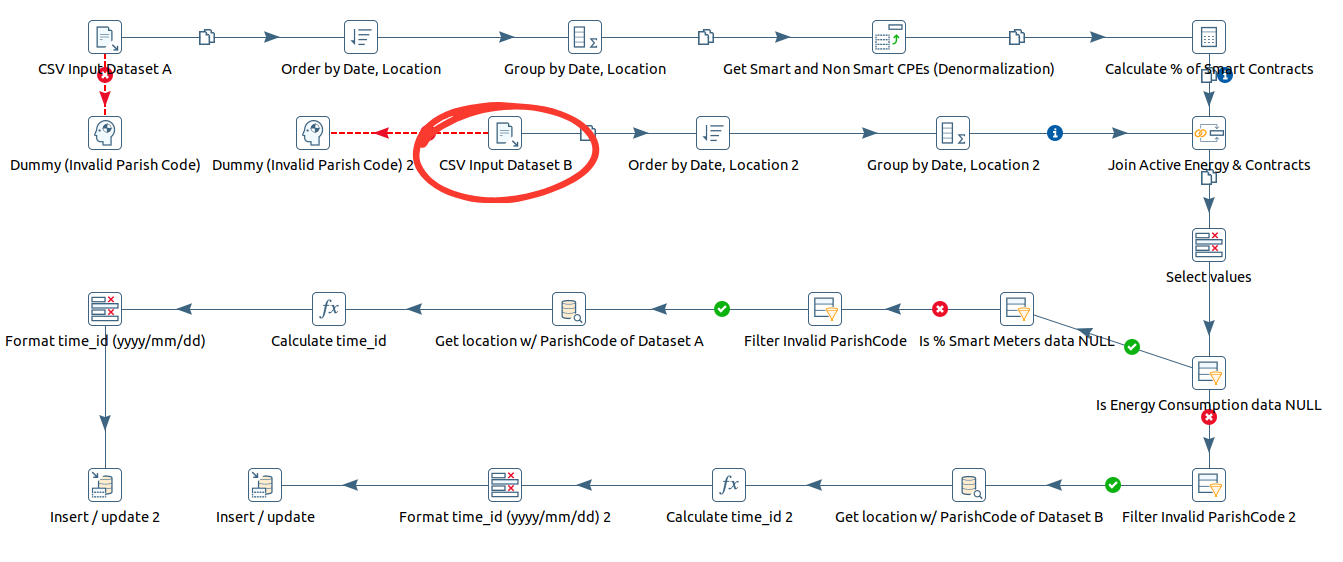 CSV Input Dataset A
Order by Date, Location
Group by Date, Location
Get Smart and Non Smart CPEs (Denormalization)
Calculate % of Smart Contracts
Dummy (Invalid Parish Code)
Dummy (Invalid Parish Code) 2
CSV Input Dataset B
Order by Date, Location 2
Group by Date, Location 2
Join Active Energy & Contracts
Select values
Format time_id (yyyy/mm/dd)
Calculate time_id
Get location w/ ParishCode of Dataset A
Filter Invalid ParishCode
Is % Smart Meters data NULL
Is Energy Consumption data NULL
Insert / update 2
Insert / update
Format time_id (yyyy/mm/dd) 2
Calculate time_id 2
Get location w/ ParishCode of Dataset B
Filter Invalid ParishCode 2